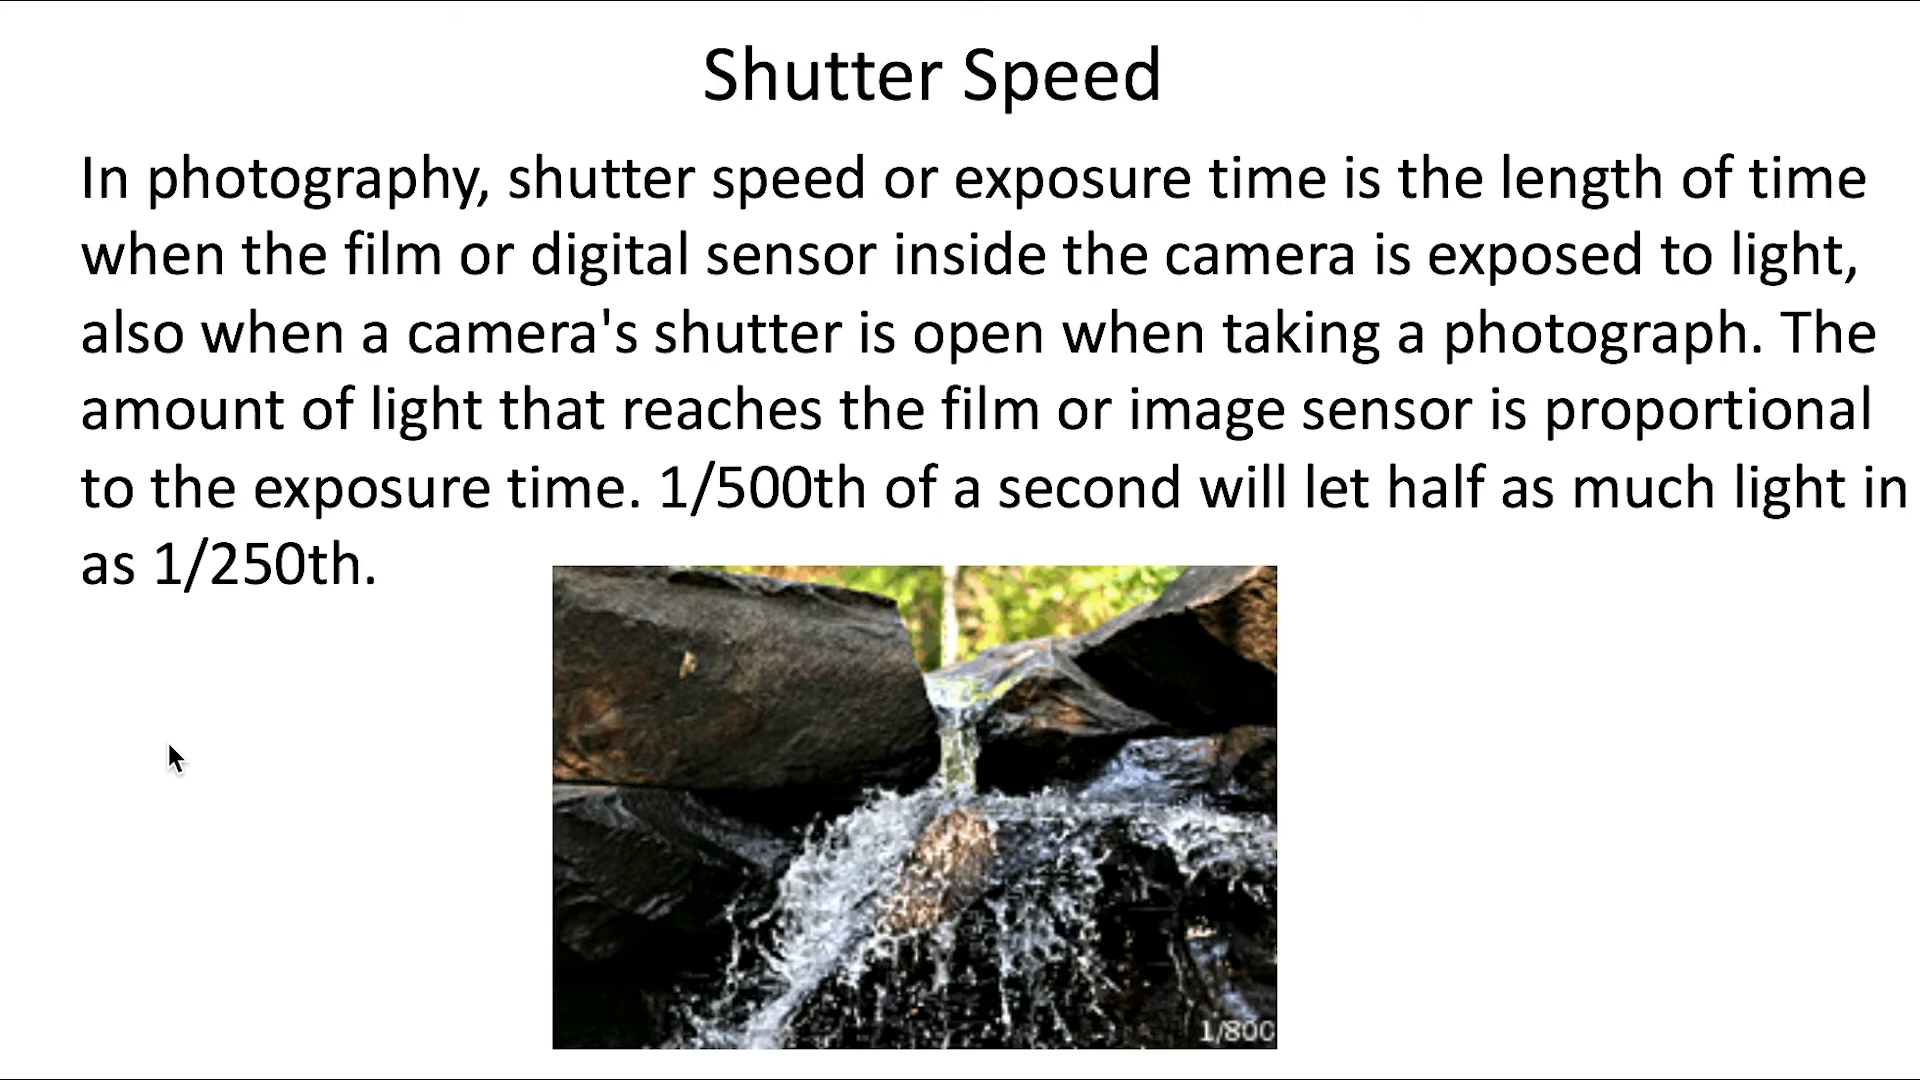 Shutter Speed
In photography, shutter speed or exposure time is the length of time
when the film or digital sensor inside the camera is exposed to light,
also when a camera's shutter is open when taking a photograph. The
amount of light that reaches the film or image sensor is proportional
to the exposure time. 1/500th of a second will let half as much light in
as 1/250th.
1/800